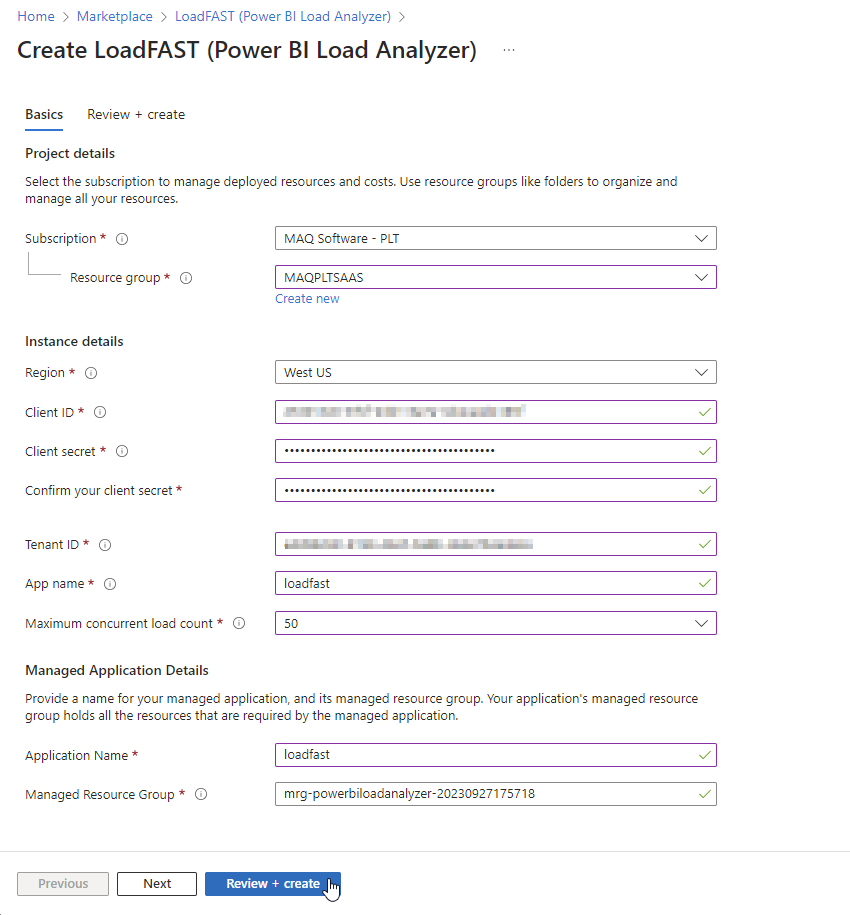 Home > Marketplace > LoadFAST (Power BI Load Analyzer) >
Create LoadFAST (Power BI Load Analyzer) ...
Basics Review + create
Project details
Select the subscription to manage deployed resources and costs. Use resource groups like folders to organize and
manage all your resources.
Subscription * MAQ Software - PLT
Resource group * MAQPLTSAAS
Create new
Instance details
Region * West US
Client ID *
Client secret * ••••••••••••••••••••••••••••••••••••••••
Confirm your client secret * ••••••••••••••••••••••••••••••••••••••••
Tenant ID *
App name * loadfast
Maximum concurrent load count * 50
Managed Application Details
Provide a name for your managed application, and its managed resource group. Your application's managed resource
group holds all the resources that are required by the managed application.
Application Name * loadfast
Managed Resource Group * mrg-powerbiloadanalyzer-20230927175718
Previous Next Review + create